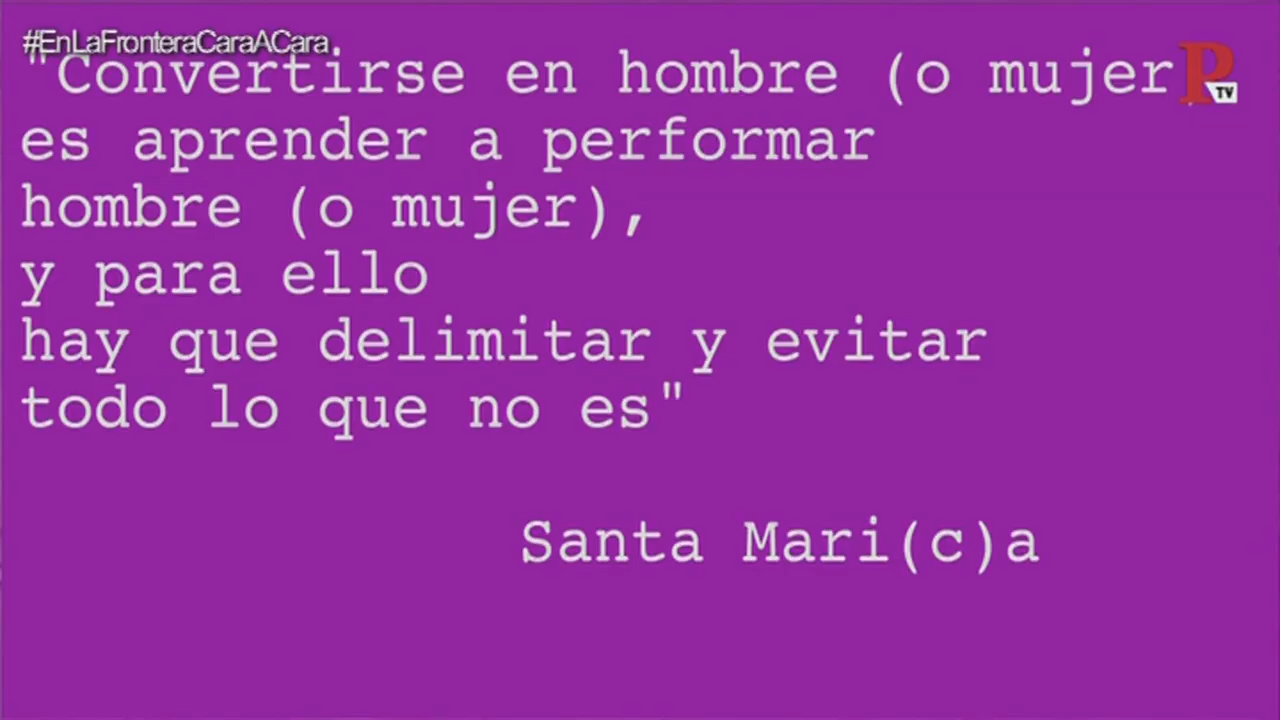 #EnLaFronteraCaraACara
"Convertirse en hombre (o mujer)
es aprender a performar
hombre (o mujer),
y para ello
hay que delimitar y evitar
todo lo que no es"
Santa Mari(c)a
P TV